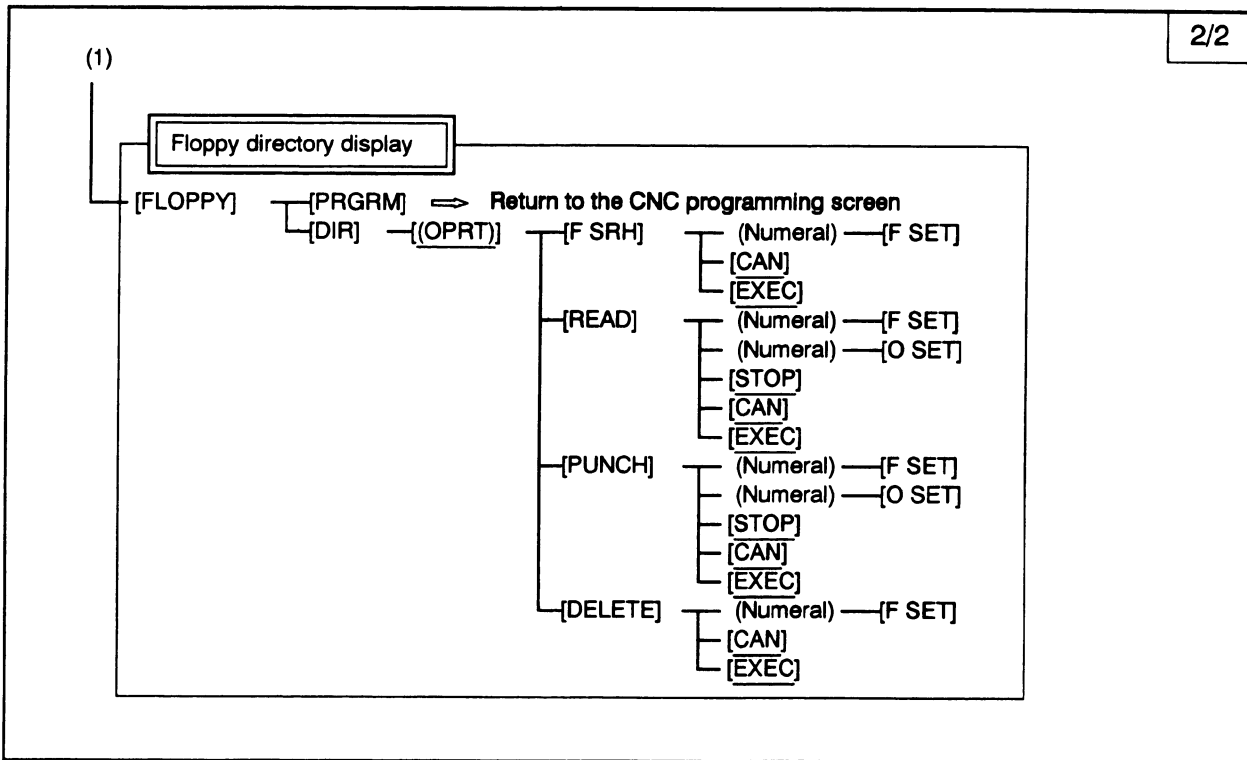 2/2
(1)
Floppy directory display
[FLOPPY] [PRGRM] ⇒ Return to the CNC programming screen
[DIR] [(OPRT)] [F SRH] (Numeral) [F SET]
[CAN]
[EXEC]
[READ] (Numeral) [F SET]
(Numeral) [O SET]
[STOP]
[CAN]
[EXEC]
[PUNCH] (Numeral) [F SET]
(Numeral) [O SET]
[STOP]
[CAN]
[EXEC]
[DELETE] (Numeral) [F SET]
[CAN]
[EXEC]